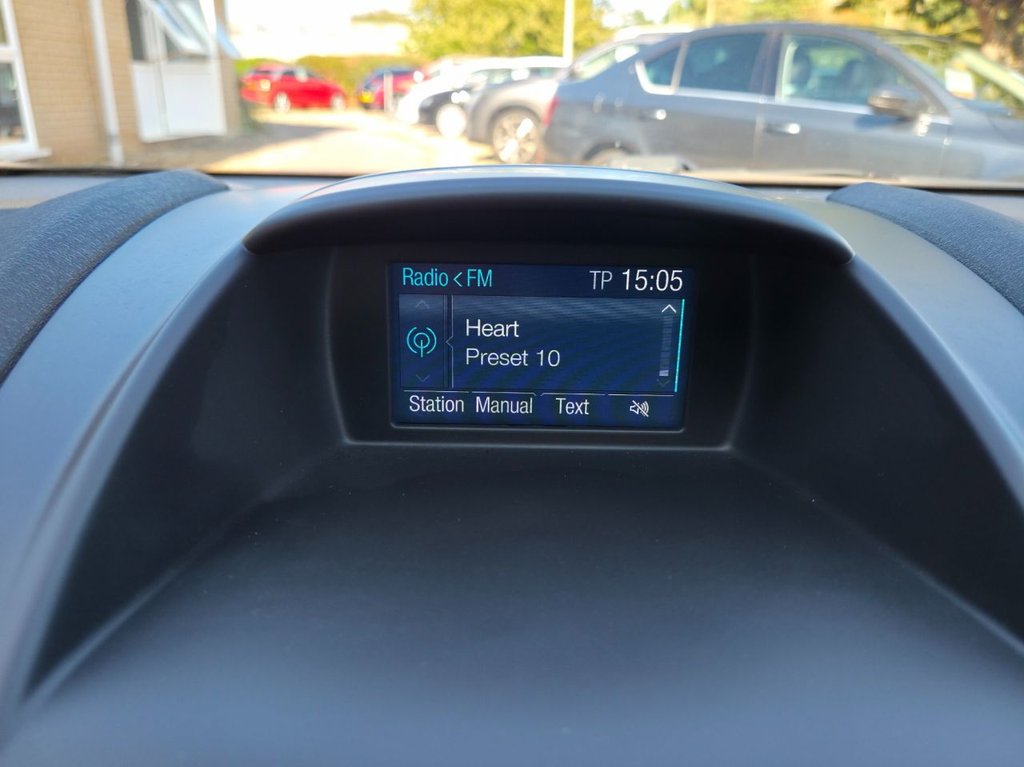 Radio < FM TP 15:05
Heart
Preset 10
Station Manual Text